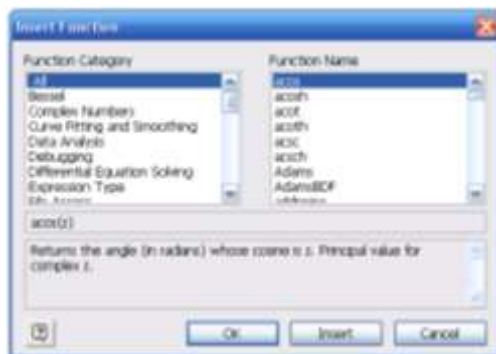 Insert Function
Function Category
All
Bessel
Complex Numbers
Curve Fitting and Smoothing
Data Analysis
Debugging
Differential Equation Solving
Expression Type
File Access
Function Name
acos
acosh
acot
acoth
acsc
acsch
Adams
AdamsBDF
acos(z)
Returns the angle (in radians) whose cosine is z. Principal value for
complex z.
OK
Insert
Cancel